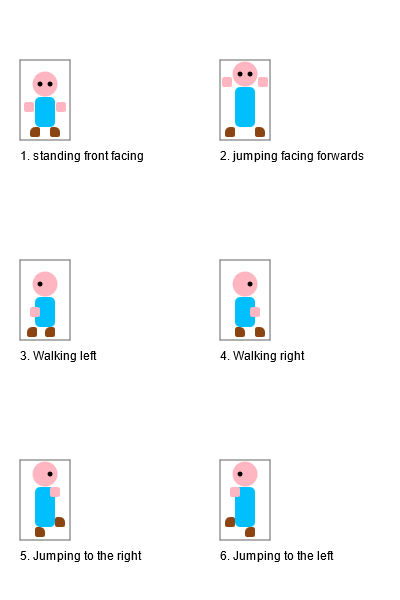 1. standing front facing
2. jumping facing forwards
3. Walking left
4. Walking right
5. Jumping to the right
6. Jumping to the left